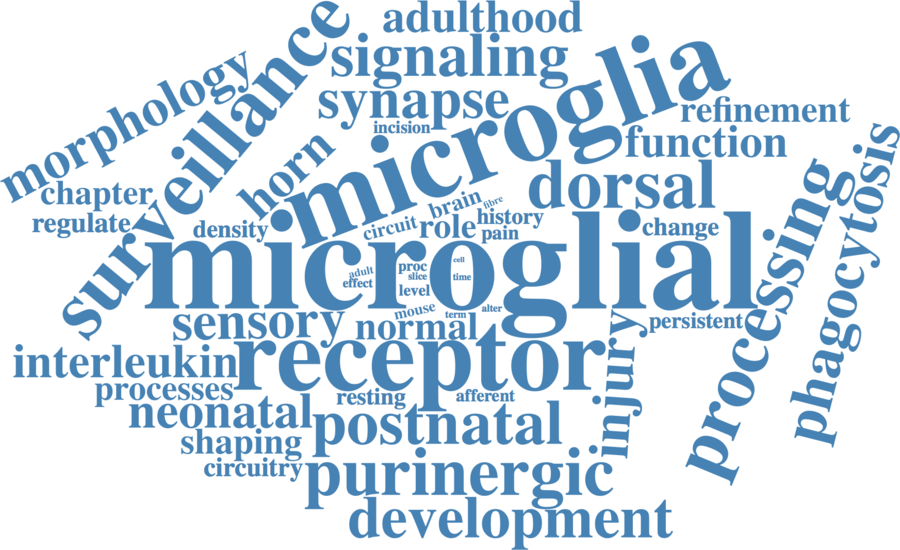 adulthood
signaling
surveillance
morphology
synapse
microglia
refinement
incision
function
horn
dorsal
processing
phagocytosis
chapter
regulate
density
circuit
brain
fibre
role
history
pain
change
microglial
adult
effect
proc
slice
level
cell
time
mouse
term
alter
sensory
normal
persistent
interleukin
receptor
injury
processes
resting
afferent
neonatal
postnatal
shaping
circuitry
purinergic
development